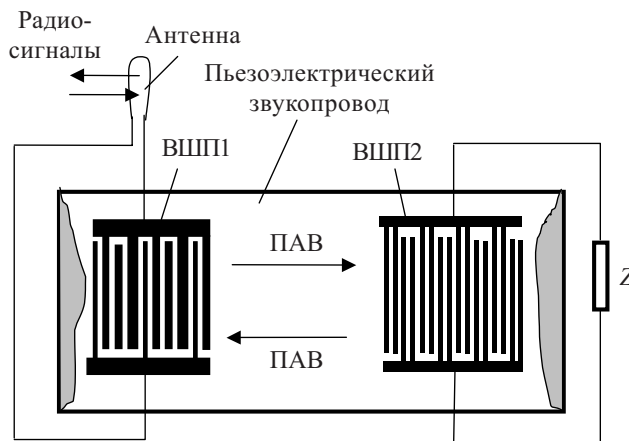 Радио-
сигналы
Антенна
Пьезоэлектрический
звукопровод
ВШП1
ВШП2
ПАВ
ПАВ
Z